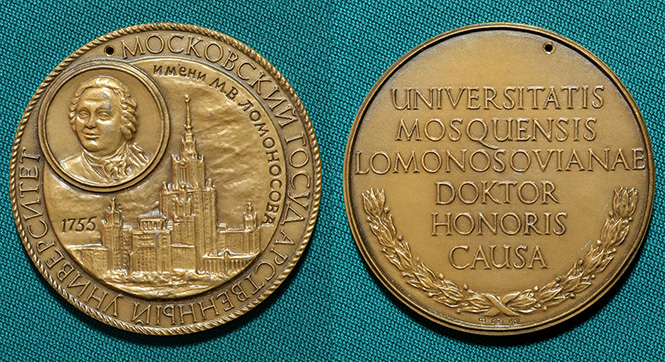 МОСКОВСКИЙ ГОСУДАРСТВЕННЫЙ УНИВЕРСИТЕТ
ИМЕНИ М.В. ЛОМОНОСОВА
1755
UNIVERSITATIS
MOSQUENSIS
LOMONOSOVIANAE
DOKTOR
HONORIS
CAUSA